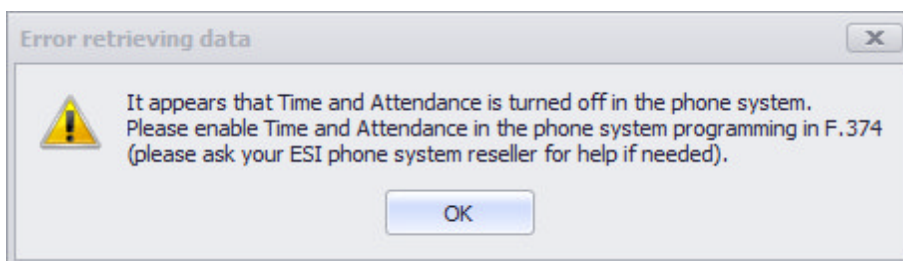 Error retrieving data
It appears that Time and Attendance is turned off in the phone system.
Please enable Time and Attendance in the phone system programming in F.374
(please ask your ESI phone system reseller for help if needed).
OK